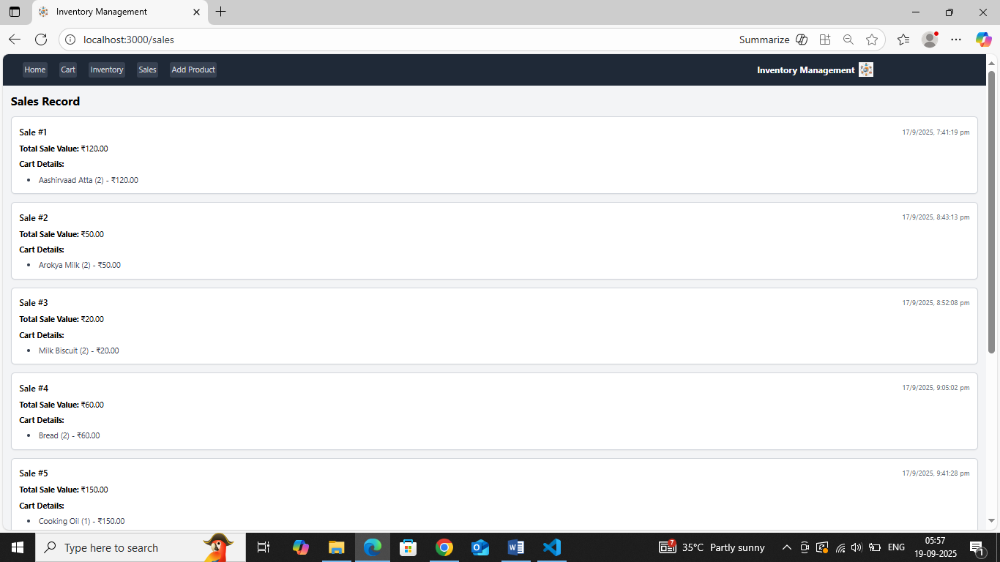 Inventory Management
localhost:3000/sales
Summarize
Home Cart Inventory Sales Add Product Inventory Management
Sales Record
Sale #1 17/9/2025, 7:41:19 pm
Total Sale Value: ₹120.00
Cart Details:
• Aashirvaad Atta (2) - ₹120.00
Sale #2 17/9/2025, 8:43:13 pm
Total Sale Value: ₹50.00
Cart Details:
• Arokya Milk (2) - ₹50.00
Sale #3 17/9/2025, 8:52:08 pm
Total Sale Value: ₹20.00
Cart Details:
• Milk Biscuit (2) - ₹20.00
Sale #4 17/9/2025, 9:05:02 pm
Total Sale Value: ₹60.00
Cart Details:
• Bread (2) - ₹60.00
Sale #5 17/9/2025, 9:41:28 pm
Total Sale Value: ₹150.00
Cart Details:
• Cooking Oil (1) - ₹150.00
Type here to search
7
35°C Partly sunny
ENG
05:57
19-09-2025
1